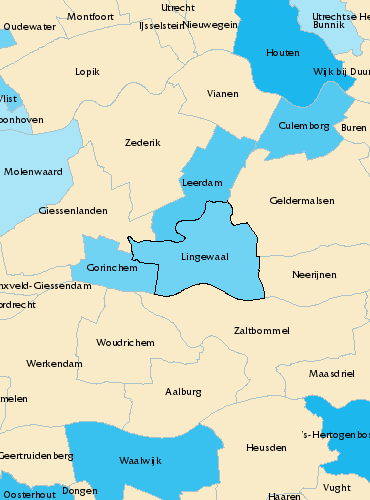 Utrecht
Montfoort
Utrechtse He
Oudewater
IJsselstein
Nieuwegein
Bunnik
Houten
Lopik
Wijk bij Duur
Vianen
Vlist
oonhoven
Culemborg
Buren
Zederik
Molenwaard
Leerdam
Geldermalsen
Giessenlanden
Lingewaal
Gorinchem
Neerijnen
nxveld-Giessendam
ordrecht
Zaltbommel
Woudrichem
Werkendam
Maasdriel
Aalburg
melen
's-Hertogenbos
Geertruidenberg
Heusden
Waalwijk
Oosterhout
Dongen
Vught
Haaren